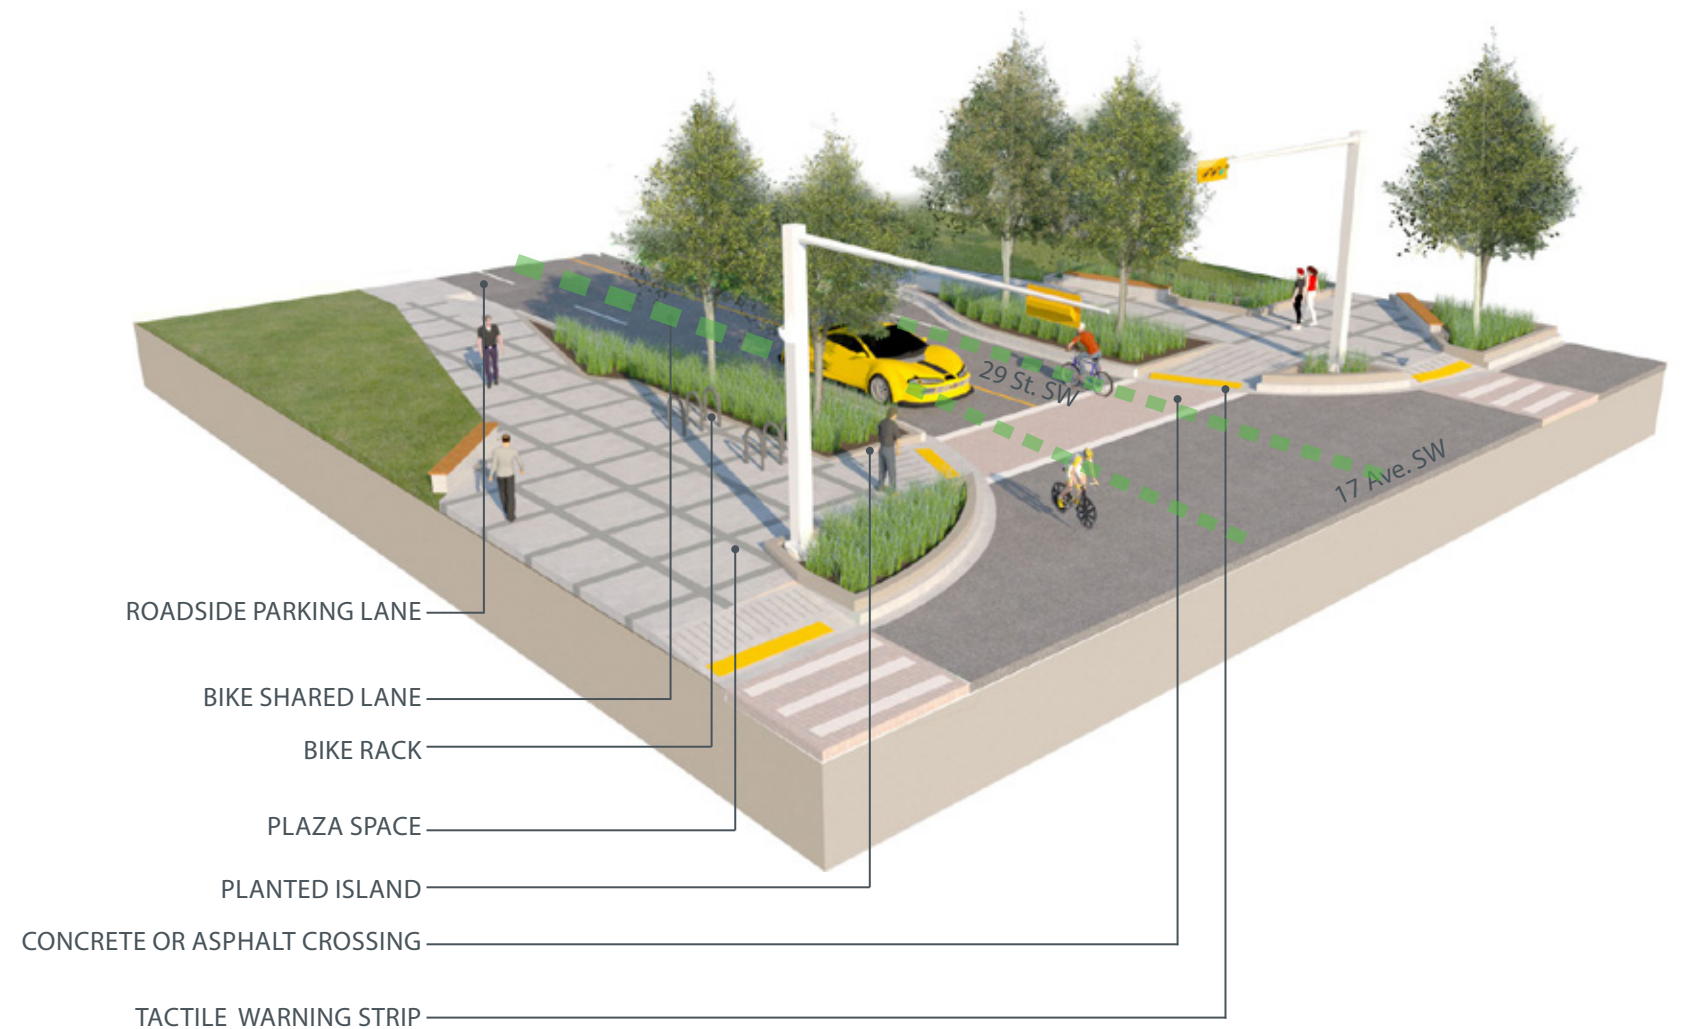 29 St. SW
17 Ave. SW
ROADSIDE PARKING LANE
BIKE SHARED LANE
BIKE RACK
PLAZA SPACE
PLANTED ISLAND
CONCRETE OR ASPHALT CROSSING
TACTILE WARNING STRIP